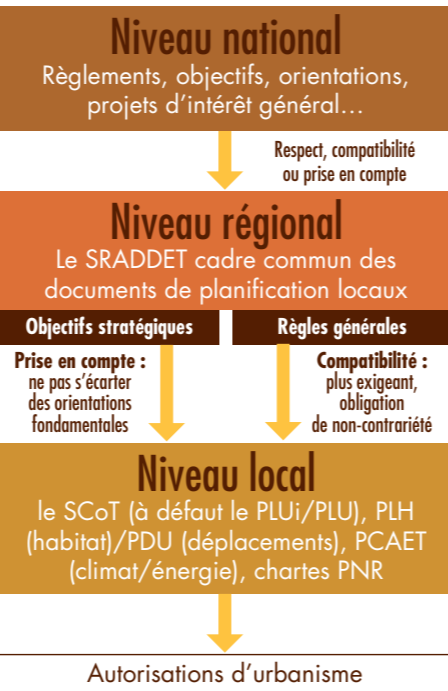 Niveau national
Règlements, objectifs, orientations,
projets d’intérêt général…
Respect, compatibilité
ou prise en compte
Niveau régional
Le SRADDET cadre commun des
documents de planification locaux
Objectifs stratégiques
Règles générales
Prise en compte :
ne pas s’écarter
des orientations
fondamentales
Compatibilité :
plus exigeant,
obligation
de non-contrariété
Niveau local
le SCoT (à défaut le PLUi/PLU), PLH
(habitat)/PDU (déplacements), PCAET
(climat/énergie), chartes PNR
Autorisations d’urbanisme